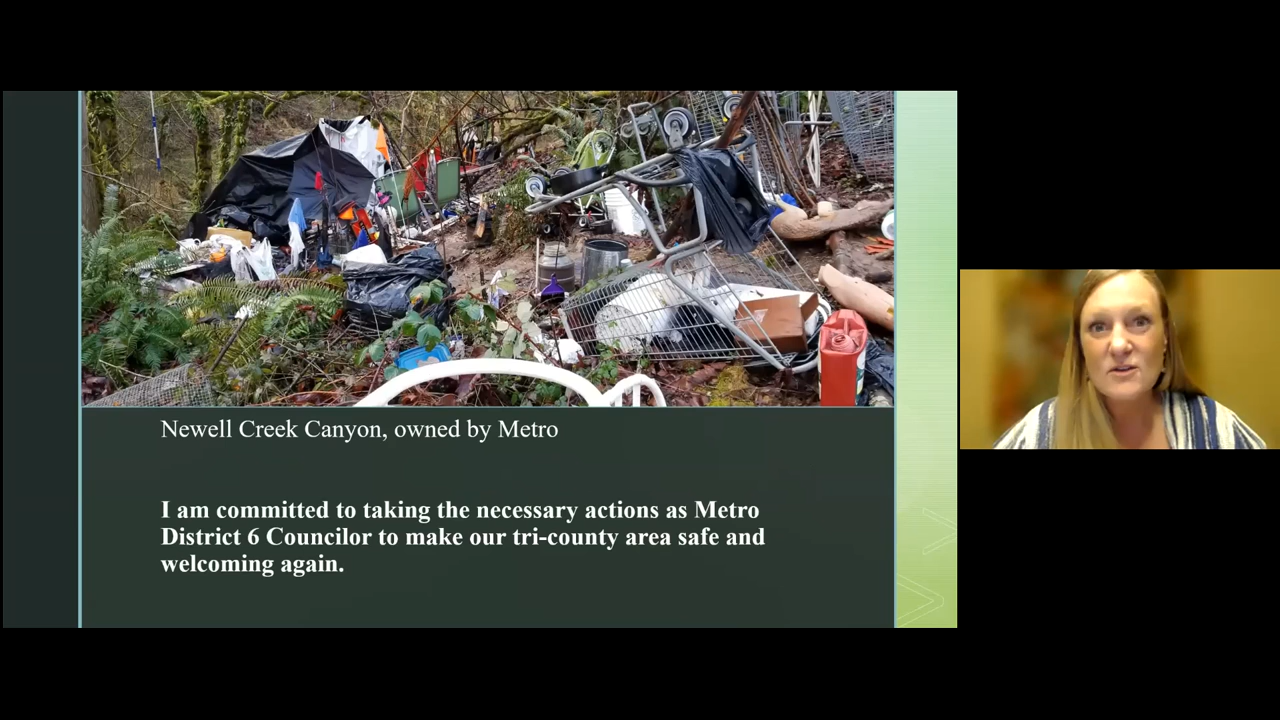 Newell Creek Canyon, owned by Metro
I am committed to taking the necessary actions as Metro
District 6 Councilor to make our tri-county area safe and
welcoming again.